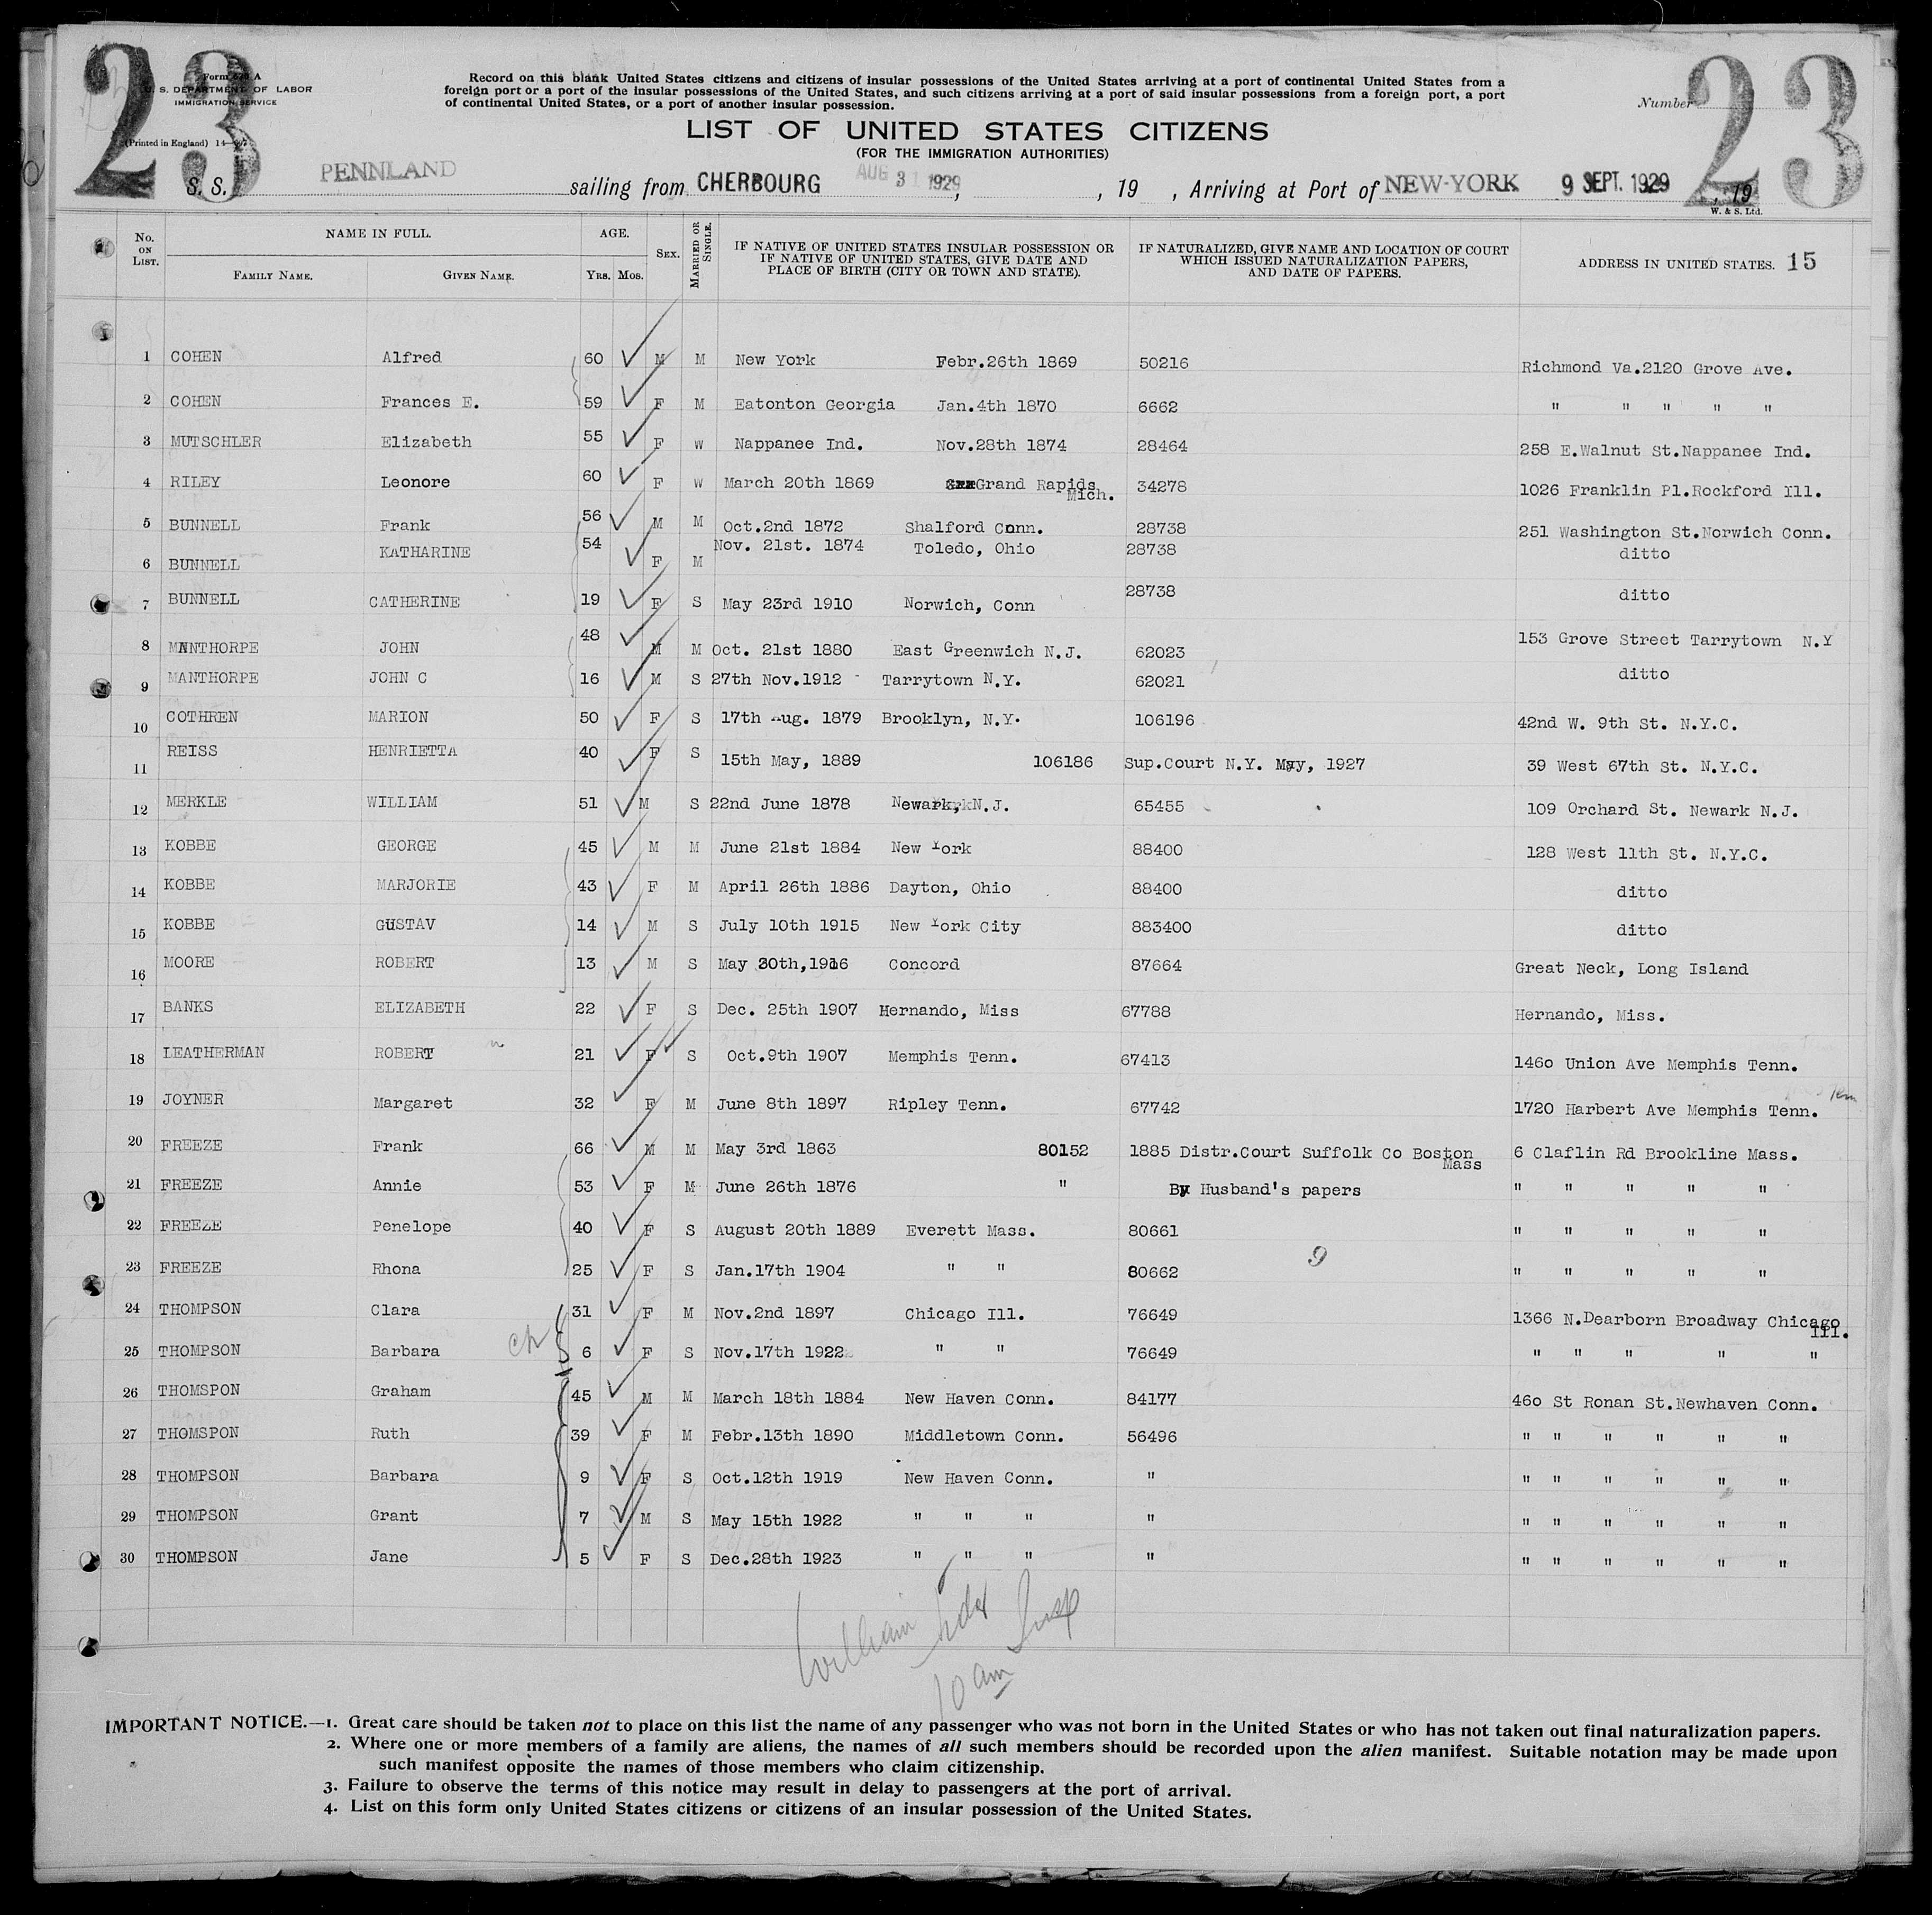 23 23
Form 630 A
U. S. DEPARTMENT OF LABOR
IMMIGRATION SERVICE
(Printed in England)
Record on this blank United States citizens and citizens of insular possessions of the United States arriving at a port of continental United States from a
foreign port or a port of the insular possessions of the United States, and such citizens arriving at a port of said insular possessions from a foreign port, a port
of continental United States, or a port of another insular possession.
Number
LIST OF UNITED STATES CITIZENS
(FOR THE IMMIGRATION AUTHORITIES)
S. S. PENNLAND sailing from CHERBOURG AUG 31 1929, , 19 , Arriving at Port of NEW-YORK 9 SEPT. 1929, 19
W. & S. Ltd.
No. ON LIST. NAME IN FULL. FAMILY NAME. GIVEN NAME. AGE. YRS. MOS. SEX. MARRIED OR SINGLE. IF NATIVE OF UNITED STATES INSULAR POSSESSION OR IF NATIVE OF UNITED STATES, GIVE DATE AND PLACE OF BIRTH (CITY OR TOWN AND STATE). IF NATURALIZED, GIVE NAME AND LOCATION OF COURT WHICH ISSUED NATURALIZATION PAPERS, AND DATE OF PAPERS. ADDRESS IN UNITED STATES. 15
1 COHEN Alfred 60 M M New York Febr.26th 1869 50216 Richmond Va.2120 Grove Ave.
2 COHEN Frances E. 59 F M Eatonton Georgia Jan.4th 1870 6662 " " " " "
3 MUTSCHLER Elizabeth 55 F W Nappanee Ind. Nov.28th 1874 28464 258 E.Walnut St.Nappanee Ind.
4 RILEY Leonore 60 F W March 20th 1869 Grand Rapids Mich. 34278 1026 Franklin Pl.Rockford Ill.
5 BUNNELL Frank 56 M M Oct.2nd 1872 Shalford Conn. 28738 251 Washington St.Norwich Conn.
6 BUNNELL KATHARINE 54 F M Nov. 21st. 1874 Toledo, Ohio 28738 ditto
7 BUNNELL CATHERINE 19 F S May 23rd 1910 Norwich, Conn 28738 ditto
8 MANTHORPE JOHN 48 M M Oct. 21st 1880 East Greenwich N.J. 62023 153 Grove Street Tarrytown N.Y
9 MANTHORPE JOHN C 16 M S 27th Nov.1912 Tarrytown N.Y. 62021 ditto
10 COTHREN MARION 50 F S 17th Aug. 1879 Brooklyn, N.Y. 106196 42nd W. 9th St. N.Y.C.
11 REISS HENRIETTA 40 F S 15th May, 1889 106186 Sup.Court N.Y. May, 1927 39 West 67th St. N.Y.C.
12 MERKLE WILLIAM 51 M S 22nd June 1878 Newark, N.J. 65455 109 Orchard St. Newark N.J.
13 KOBBE GEORGE 45 M M June 21st 1884 New York 88400 128 West 11th St. N.Y.C.
14 KOBBE MARJORIE 43 F M April 26th 1886 Dayton, Ohio 88400 ditto
15 KOBBE GUSTAV 14 M S July 10th 1915 New York City 883400 ditto
16 MOORE ROBERT 13 M S May 30th,1916 Concord 87664 Great Neck, Long Island
17 BANKS ELIZABETH 22 F S Dec. 25th 1907 Hernando, Miss 67788 Hernando, Miss.
18 LEATHERMAN ROBERT 21 F S Oct.9th 1907 Memphis Tenn. 67413 146o Union Ave Memphis Tenn.
19 JOYNER Margaret 32 F M June 8th 1897 Ripley Tenn. 67742 1720 Harbert Ave Memphis Tenn.
20 FREEZE Frank 66 M M May 3rd 1863 80152 1885 Distr.Court Suffolk Co Boston Mass 6 Claflin Rd Brookline Mass.
21 FREEZE Annie 53 F M June 26th 1876 " By Husband's papers " " " " "
22 FREEZE Penelope 40 F S August 20th 1889 Everett Mass. 80661 " " " " "
23 FREEZE Rhona 25 F S Jan.17th 1904 " " 80662 9 " " " " "
24 THOMPSON Clara 31 F M Nov.2nd 1897 Chicago Ill. 76649 1366 N.Dearborn Broadway Chicago Ill.
25 THOMPSON Barbara ch 6 F S Nov.17th 1922 " " 76649 " " " " "
26 THOMSPON Graham 45 M M March 18th 1884 New Haven Conn. 84177 46o St Ronan St.Newhaven Conn.
27 THOMSPON Ruth 39 F M Febr.13th 1890 Middletown Conn. 56496 " " " " " "
28 THOMPSON Barbara 9 F S Oct.12th 1919 New Haven Conn. " " " " " " "
29 THOMPSON Grant 7 M S May 15th 1922 " " " " " " " " " "
30 THOMPSON Jane 5 F S Dec.28th 1923 " " " " " " " " " "
William Insp
10 am
IMPORTANT NOTICE.—1. Great care should be taken not to place on this list the name of any passenger who was not born in the United States or who has not taken out final naturalization papers.
2. Where one or more members of a family are aliens, the names of all such members should be recorded upon the alien manifest. Suitable notation may be made upon
such manifest opposite the names of those members who claim citizenship.
3. Failure to observe the terms of this notice may result in delay to passengers at the port of arrival.
4. List on this form only United States citizens or citizens of an insular possession of the United States.